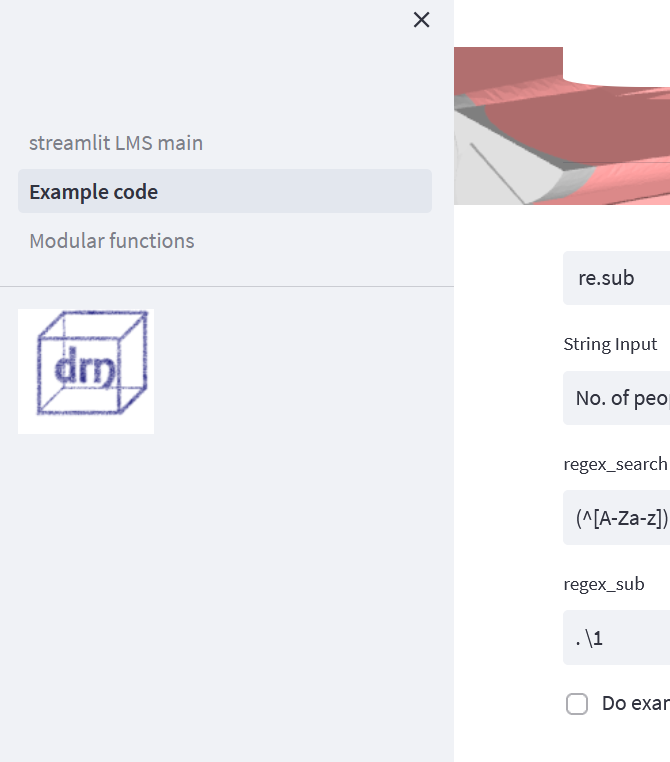 streamlit LMS main
Example code
Modular functions
re.sub
String Input
No. of peo
regex_search
(^[A-Za-z])
regex_sub
. \1
Do exar